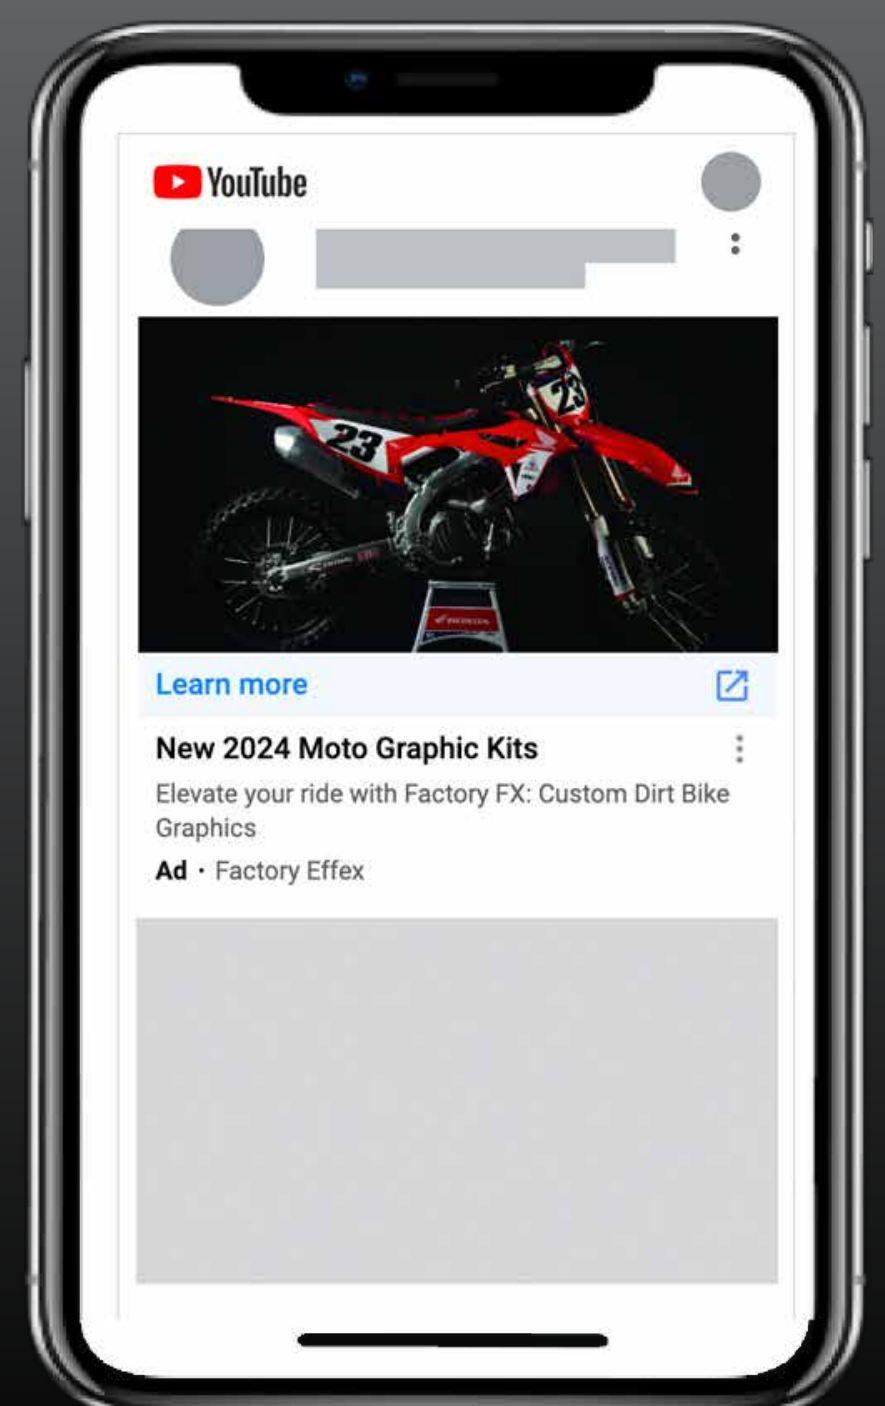 YouTube
23
23
HONDA
Learn more
New 2024 Moto Graphic Kits
Elevate your ride with Factory FX: Custom Dirt Bike
Graphics
Ad · Factory Effex